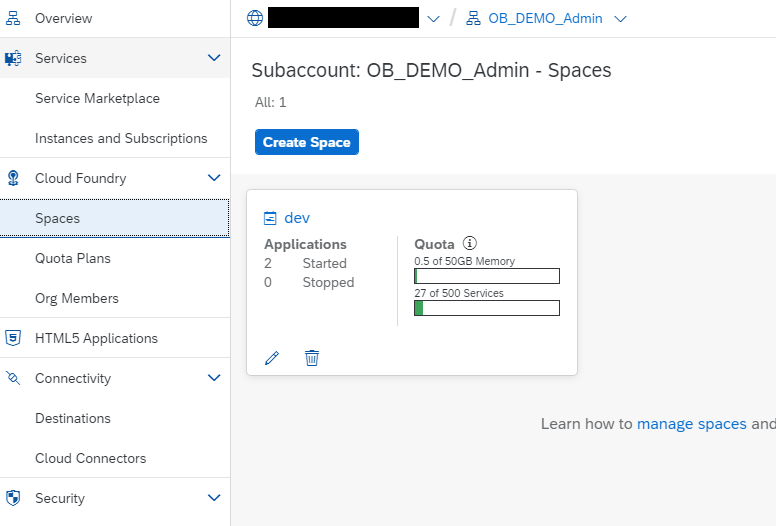 Overview
Services
Service Marketplace
Instances and Subscriptions
Cloud Foundry
Spaces
Quota Plans
Org Members
HTML5 Applications
Connectivity
Destinations
Cloud Connectors
Security
/ OB_DEMO_Admin
Subaccount: OB_DEMO_Admin - Spaces
All: 1
Create Space
dev
Applications
2 Started
0 Stopped
Quota
0.5 of 50GB Memory
27 of 500 Services
Learn how to manage spaces and